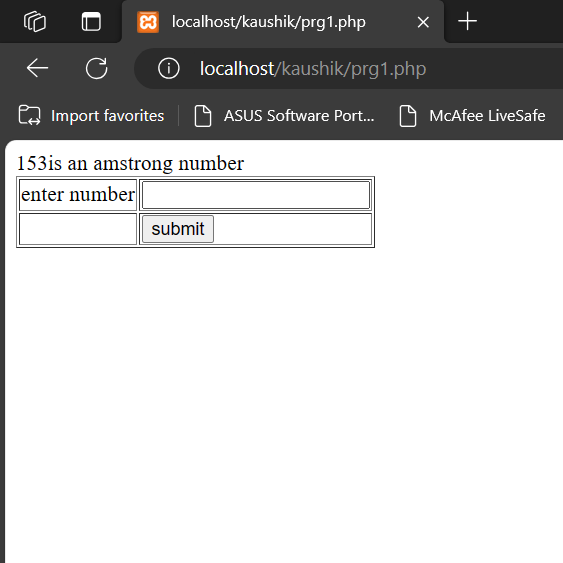 localhost/kaushik/prg1.php
localhost/kaushik/prg1.php
Import favorites ASUS Software Port... McAfee LiveSafe
153is an amstrong number
enter number
submit